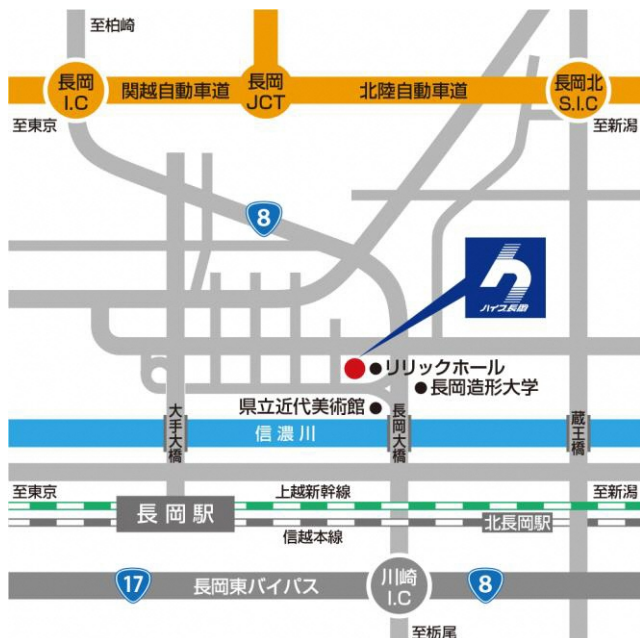 至柏崎
長岡
I.C
関越自動車道
長岡
JCT
北陸自動車道
長岡北
S.I.C
至東京
至新潟
8
ハイブ長岡
リリックホール
長岡造形大学
県立近代美術館
大手大橋
信濃川
長岡大橋
蔵王橋
至東京
上越新幹線
至新潟
長岡駅
北長岡駅
信越本線
17
長岡東バイパス
川崎
I.C
8
至栃尾